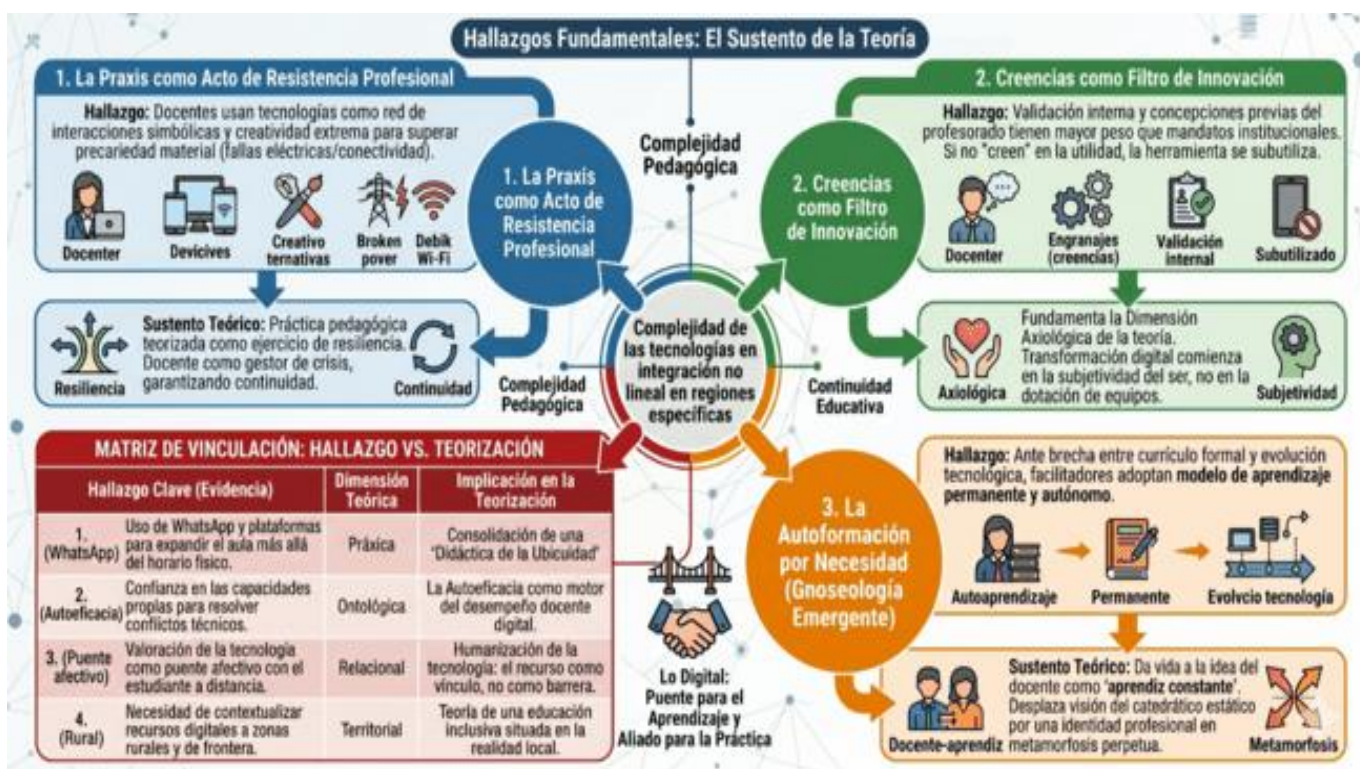 Hallazgos Fundamentales: El Sustento de la Teoría
1. La Praxis como Acto de Resistencia Profesional
Hallazgo: Docentes usan tecnologías como red de
interacciones simbólicas y creatividad extrema para superar
precariedad material (fallas eléctricas/conectividad).
Docenter
Devicives
Creativo
ternativas
Broken
pover
Debik
Wi-Fi
Sustento Teórico: Práctica pedagógica
teorizada como ejercicio de resiliencia.
Docente como gestor de crisis,
garantizando continuidad.
Resiliencia
Continuidad
1. La Praxis
como Acto de
Resistencia
Profesional
Complejidad
Pedagógica
2. Creencias
como Filtro
de Innovación
2. Creencias como Filtro de Innovación
Hallazgo: Validación interna y concepciones previas del
profesorado tienen mayor peso que mandatos institucionales.
Si no "creen" en la utilidad, la herramienta se subutiliza.
Docenter
Engranajes
(creencias)
Validación
internal
Subutilizado
Fundamenta la Dimensión
Axiológica de la teoría.
Transformación digital comienza
en la subjetividad del ser, no en la
dotación de equipos.
Axiológica
Subjetividad
Complejidad de
las tecnologías en
integración no
lineal en regiones
específicas
Complejidad
Pedagógica
Continuidad
Educativa
MATRIZ DE VINCULACIÓN: HALLAZGO VS. TEORIZACIÓN
Hallazgo Clave (Evidencia)
Dimensión
Teórica
Implicación en la
Teorización
1.
(WhatsApp)
Uso de WhatsApp y plataformas
para expandir el aula más allá
del horario físico.
Práxica
Consolidación de una
'Didáctica de la Ubicuidad'
2.
(Autoeficacia)
Confianza en las capacidades
propias para resolver
conflictos técnicos.
Ontológica
La Autoeficacia como motor
del desempeño docente
digital.
3. (Puente
afectivo)
Valoración de la tecnología
como puente afectivo con el
estudiante a distancia.
Relacional
Humanización de la
tecnología: el recurso como
vínculo, no como barrera.
4.
(Rural)
Necesidad de contextualizar
recursos digitales a zonas
rurales y de frontera.
Territorial
Teoría de una educación
inclusiva situada en la
realidad local.
Lo Digital:
Puente para el
Aprendizaje y
Aliado para la Práctica
3. La
Autoformación
por Necesidad
(Gnoseología
Emergente)
Hallazgo: Ante brecha entre currículo formal y evolución
tecnológica, facilitadores adoptan modelo de aprendizaje
permanente y autónomo.
Autoaprendizaje
Permanente
Evolvcio tecnología
Sustento Teórico: Da vida a la idea del
docente como 'aprendiz constante'.
Desplaza visión del catedrático estático
por una identidad profesional en
metamorfosis perpetua.
Docente-aprendiz
Metamorfosis